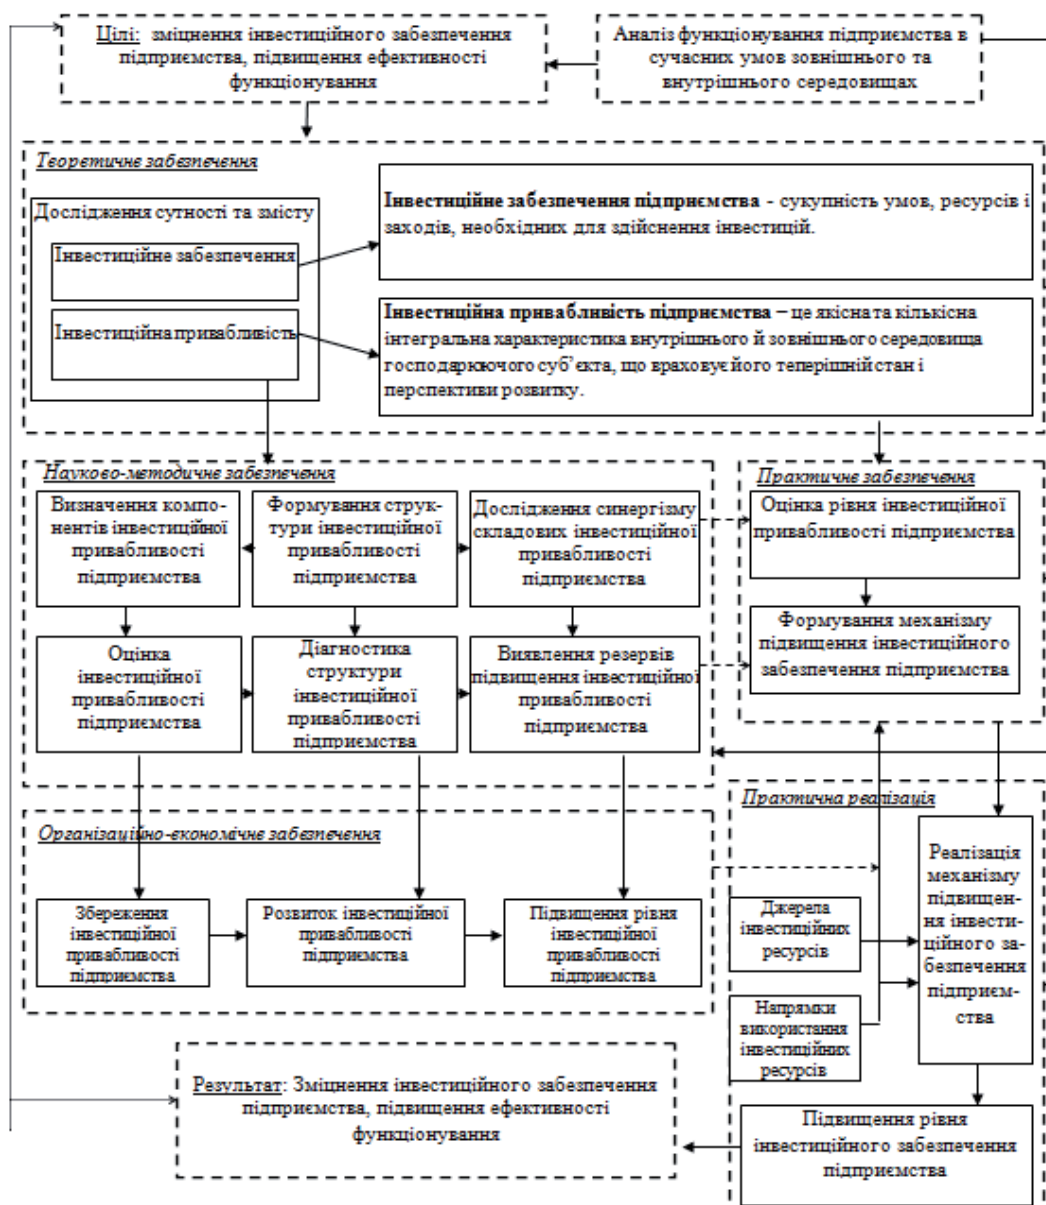 Цілі: зміцнення інвестиційного забезпечення
підприємства, підвищення ефективності
функціонування
Аналіз функціонування підприємства в
сучасних умов зовнішнього та
внутрішнього середовищах
Теоретичне забезпечення
Дослідження сутності та змісту
Інвестиційне забезпечення
Інвестиційна привабливість
Інвестиційне забезпечення підприємства - сукупність умов, ресурсів і
заходів, необхідних для здійснення інвестицій.
Інвестиційна привабливість підприємства – це якісна та кількісна
інтегральна характеристика внутрішнього й зовнішнього середовища
господарюючого суб’єкта, що враховує його теперішній стан і
перспективи розвитку.
Науково-методичне забезпечення
Визначення компо-
нентів інвестиційної
привабливості
підприємства
Формування струк-
тури інвестиційної
привабливості
підприємства
Дослідження синергізму
складових інвестиційної
привабливості
підприємства
Оцінка
інвестиційної
привабливості
підприємства
Діагностика
структури
інвестиційної
привабливості
підприємства
Виявлення резервів
підвищення інвестиційної
привабливості
підприємства
Практичне забезпечення
Оцінка рівня інвестиційної
привабливості підприємства
Формування механізму
підвищення інвестиційного
забезпечення підприємства
Організаційно-економічне забезпечення
Збереження
інвестиційної
привабливості
підприємства
Розвиток інвестиційної
привабливості
підприємства
Підвищення рівня
інвестиційної
привабливості
підприємства
Практична реалізація
Джерела
інвестиційних
ресурсів
Напрямки
використання
інвестиційних
ресурсів
Реалізація
механізму
підвищен-
ня інвести-
ційного за-
безпечення
підприєм-
ства
Підвищення рівня
інвестиційного забезпечення
підприємства
Результат: Зміцнення інвестиційного забезпечення
підприємства, підвищення ефективності
функціонування